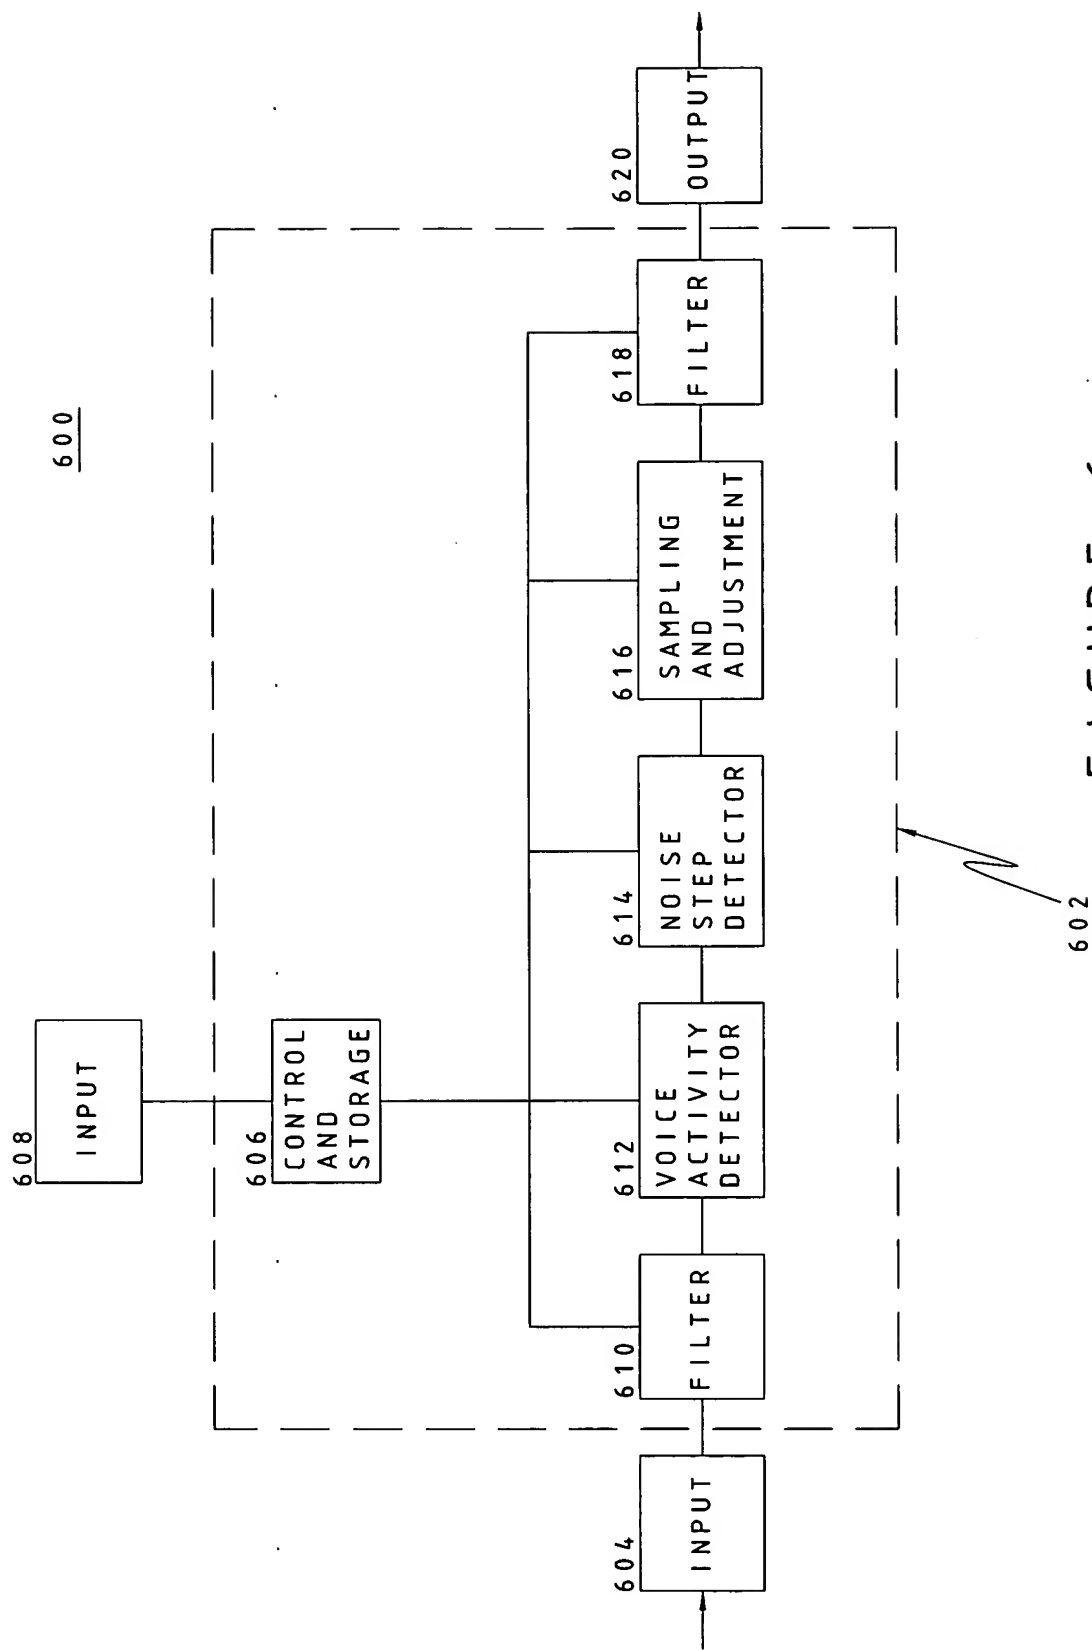 600
608
INPUT
606
CONTROL
AND
STORAGE
604
INPUT
610
FILTER
612
VOICE
ACTIVITY
DETECTOR
614
NOISE
STEP
DETECTOR
616
SAMPLING
AND
ADJUSTMENT
618
FILTER
620
OUTPUT
602